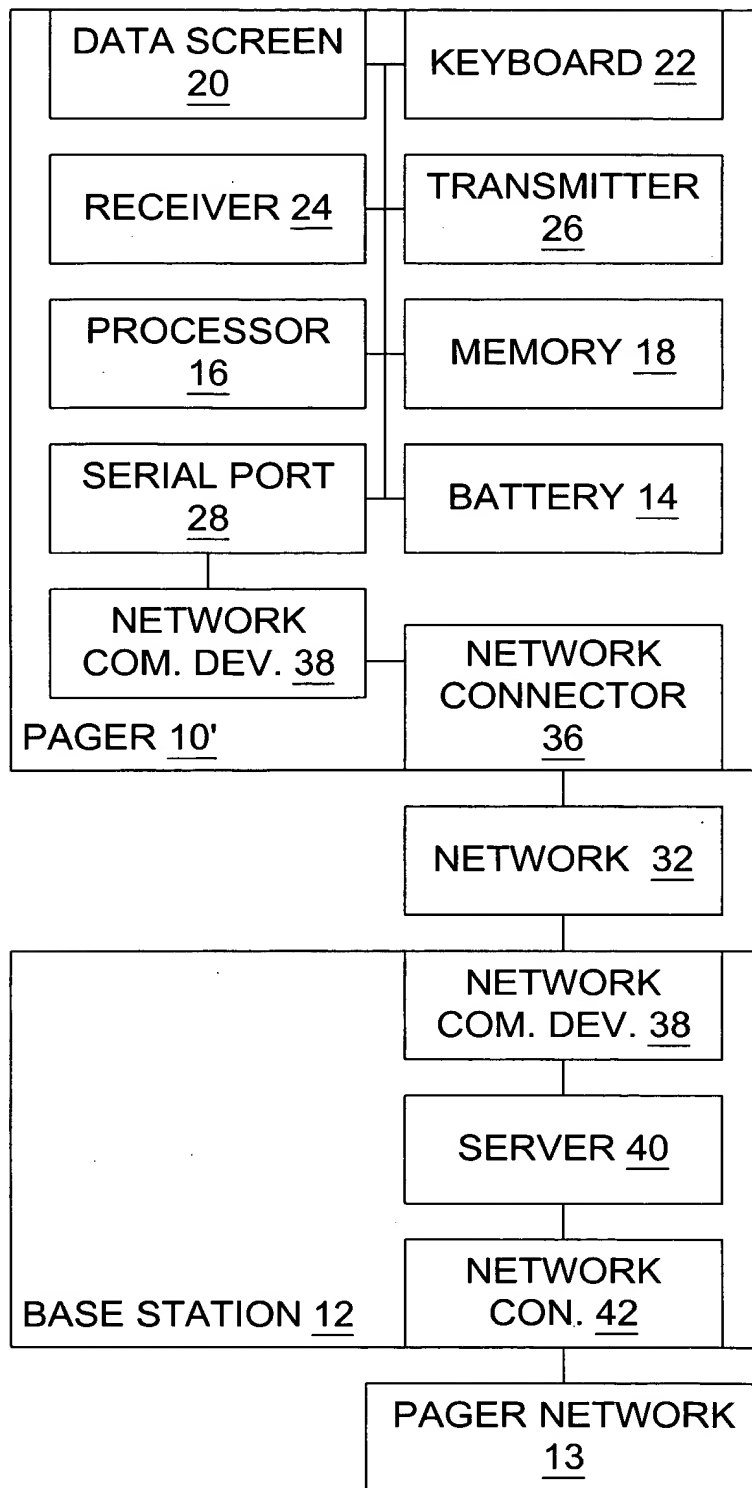 DATA SCREEN
20
KEYBOARD 22
RECEIVER 24
TRANSMITTER
26
PROCESSOR
16
MEMORY 18
SERIAL PORT
28
BATTERY 14
NETWORK
COM. DEV. 38
NETWORK
CONNECTOR
36
PAGER 10'
NETWORK 32
NETWORK
COM. DEV. 38
SERVER 40
NETWORK
CON. 42
BASE STATION 12
PAGER NETWORK
13